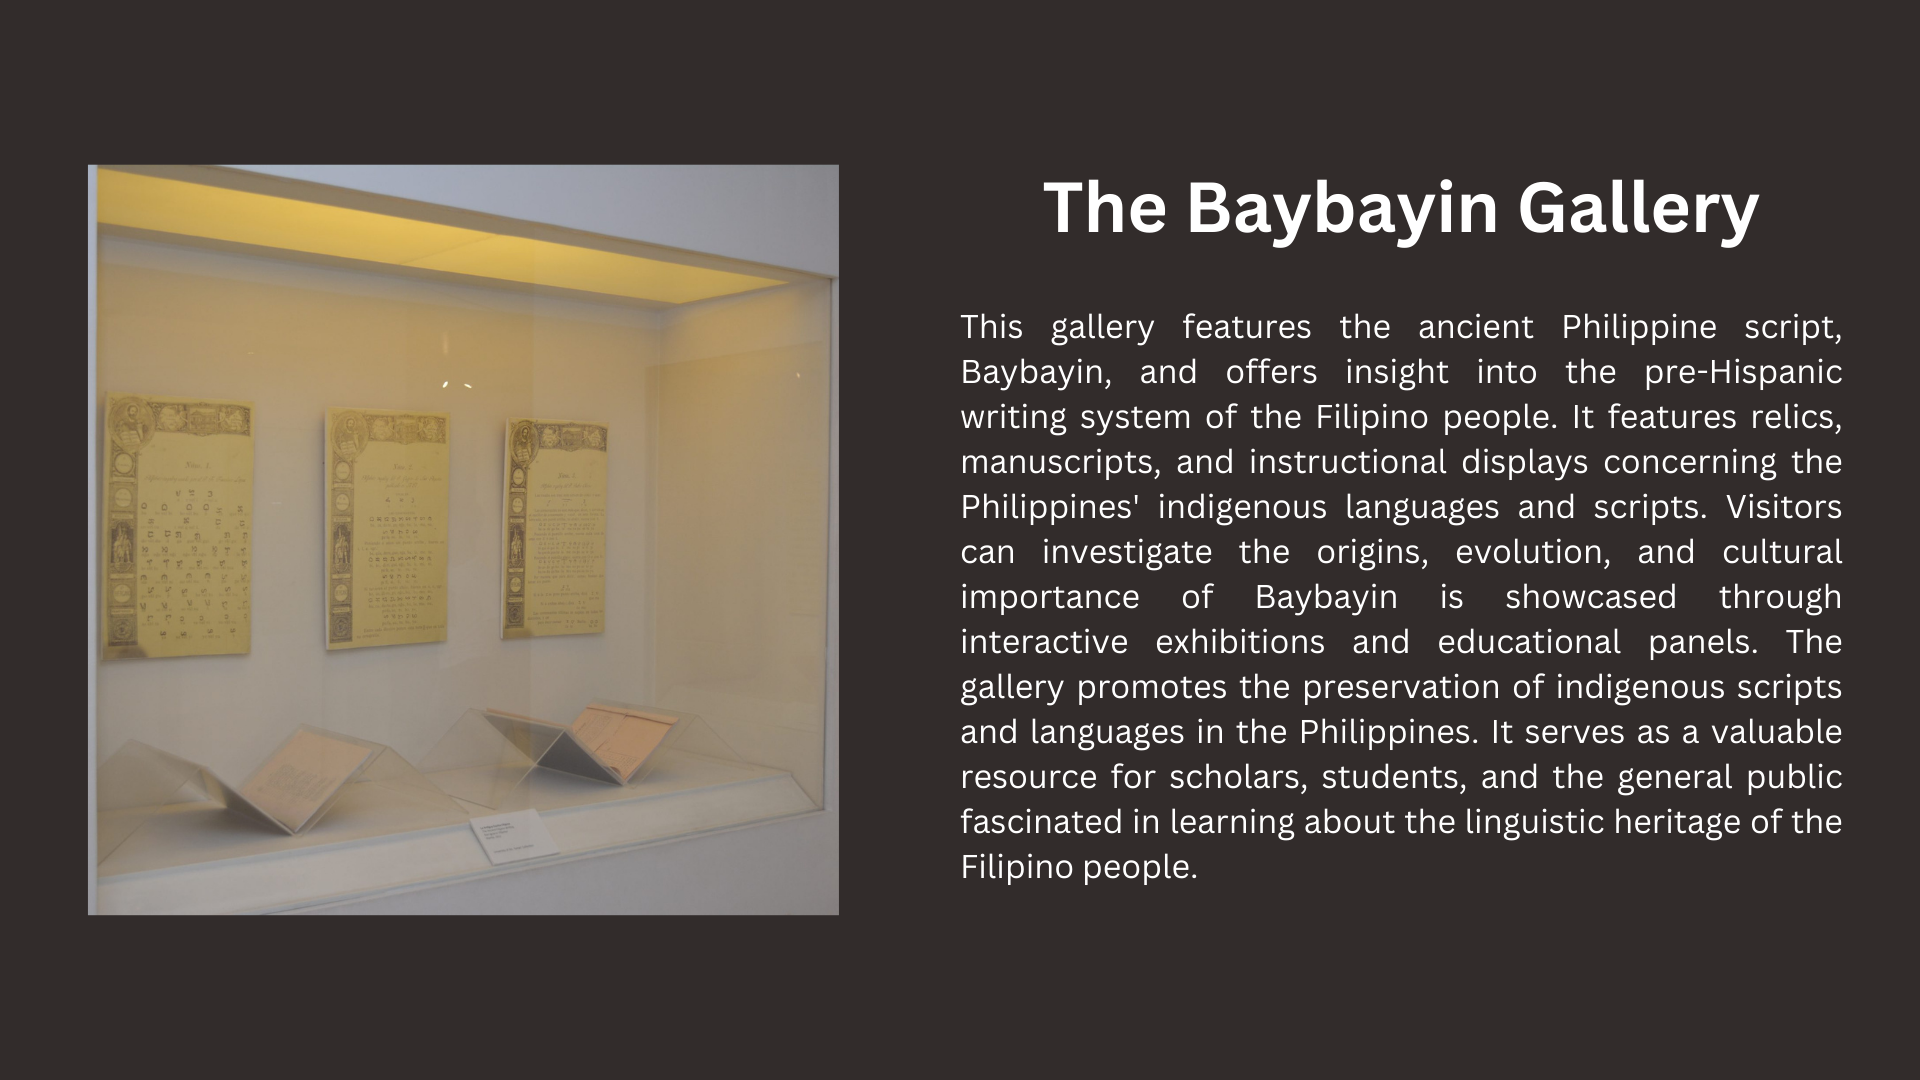 The Baybayin Gallery
This gallery features the ancient Philippine script,
Baybayin, and offers insight into the pre-Hispanic
writing system of the Filipino people. It features relics,
manuscripts, and instructional displays concerning the
Philippines' indigenous languages and scripts. Visitors
can investigate the origins, evolution, and cultural
importance of Baybayin is showcased through
interactive exhibitions and educational panels. The
gallery promotes the preservation of indigenous scripts
and languages in the Philippines. It serves as a valuable
resource for scholars, students, and the general public
fascinated in learning about the linguistic heritage of the
Filipino people.